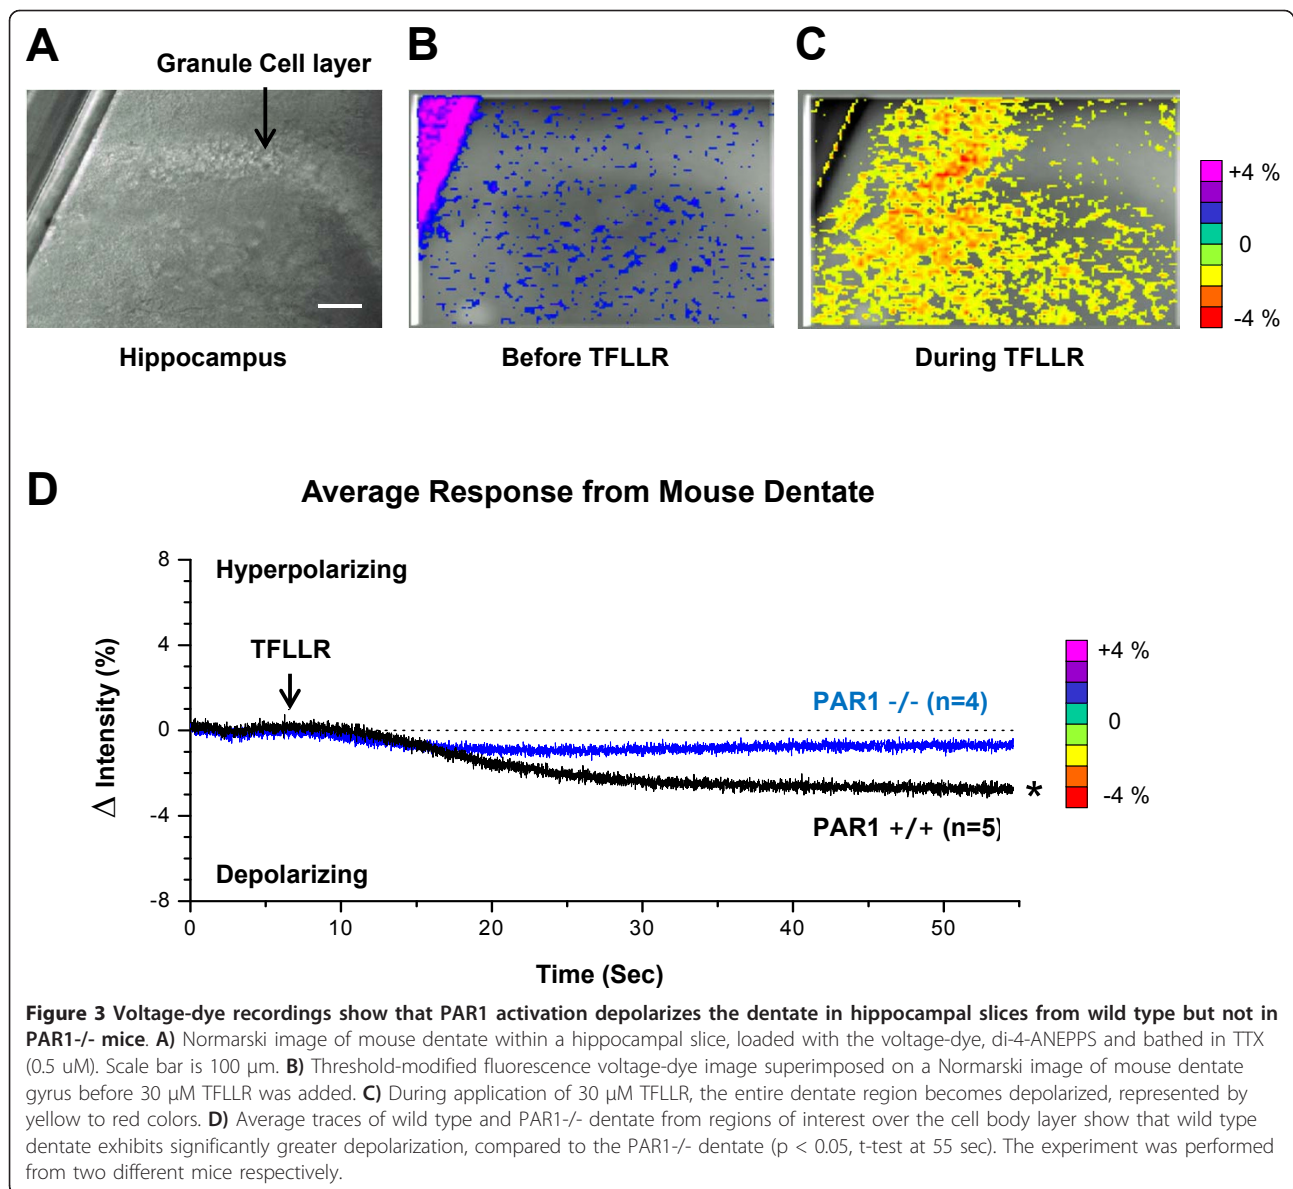 A
Granule Cell layer
Hippocampus
B
Before TFLLR
C
During TFLLR
+4 %
0
-4 %
D
Average Response from Mouse Dentate
8
4
0
-4
-8
Δ Intensity (%)
Hyperpolarizing
TFLLR
PAR1 -/- (n=4)
*
PAR1 +/+ (n=5)
Depolarizing
0 10 20 30 40 50
Time (Sec)
+4 %
0
-4 %
Figure 3 Voltage-dye recordings show that PAR1 activation depolarizes the dentate in hippocampal slices from wild type but not in
PAR1-/- mice. A) Normarski image of mouse dentate within a hippocampal slice, loaded with the voltage-dye, di-4-ANEPPS and bathed in TTX
(0.5 uM). Scale bar is 100 μm. B) Threshold-modified fluorescence voltage-dye image superimposed on a Normarski image of mouse dentate
gyrus before 30 μM TFLLR was added. C) During application of 30 μM TFLLR, the entire dentate region becomes depolarized, represented by
yellow to red colors. D) Average traces of wild type and PAR1-/- dentate from regions of interest over the cell body layer show that wild type
dentate exhibits significantly greater depolarization, compared to the PAR1-/- dentate (p < 0.05, t-test at 55 sec). The experiment was performed
from two different mice respectively.